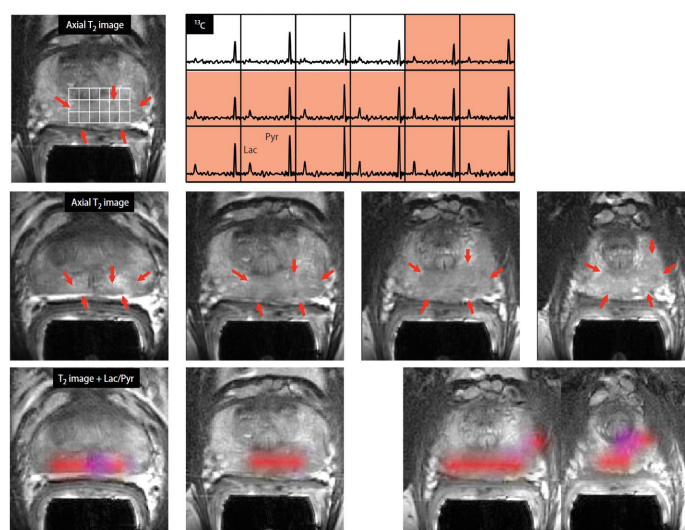 Axial T₂ image
¹³C
Pyr
Lac
Axial T₂ image
T₂ image + Lac/Pyr